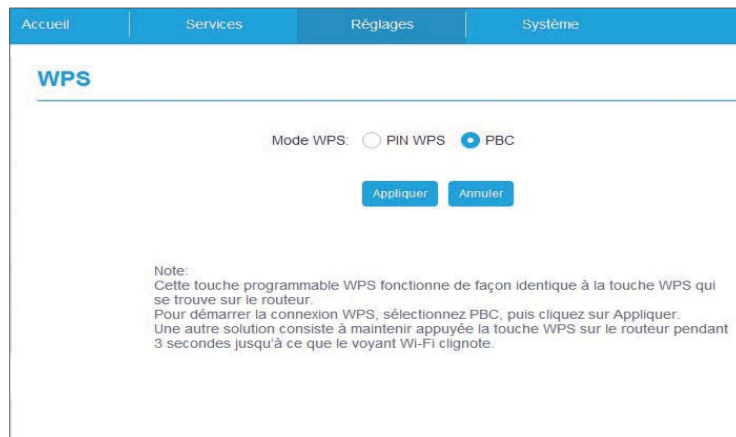 Accueil Services Réglages Système
WPS
Mode WPS: PIN WPS PBC
Appliquer Annuler
Note:
Cette touche programmable WPS fonctionne de façon identique à la touche WPS qui
se trouve sur le routeur.
Pour démarrer la connexion WPS, sélectionnez PBC, puis cliquez sur Appliquer.
Une autre solution consiste à maintenir appuyée la touche WPS sur le routeur pendant
3 secondes jusqu'à ce que le voyant Wi-Fi clignote.